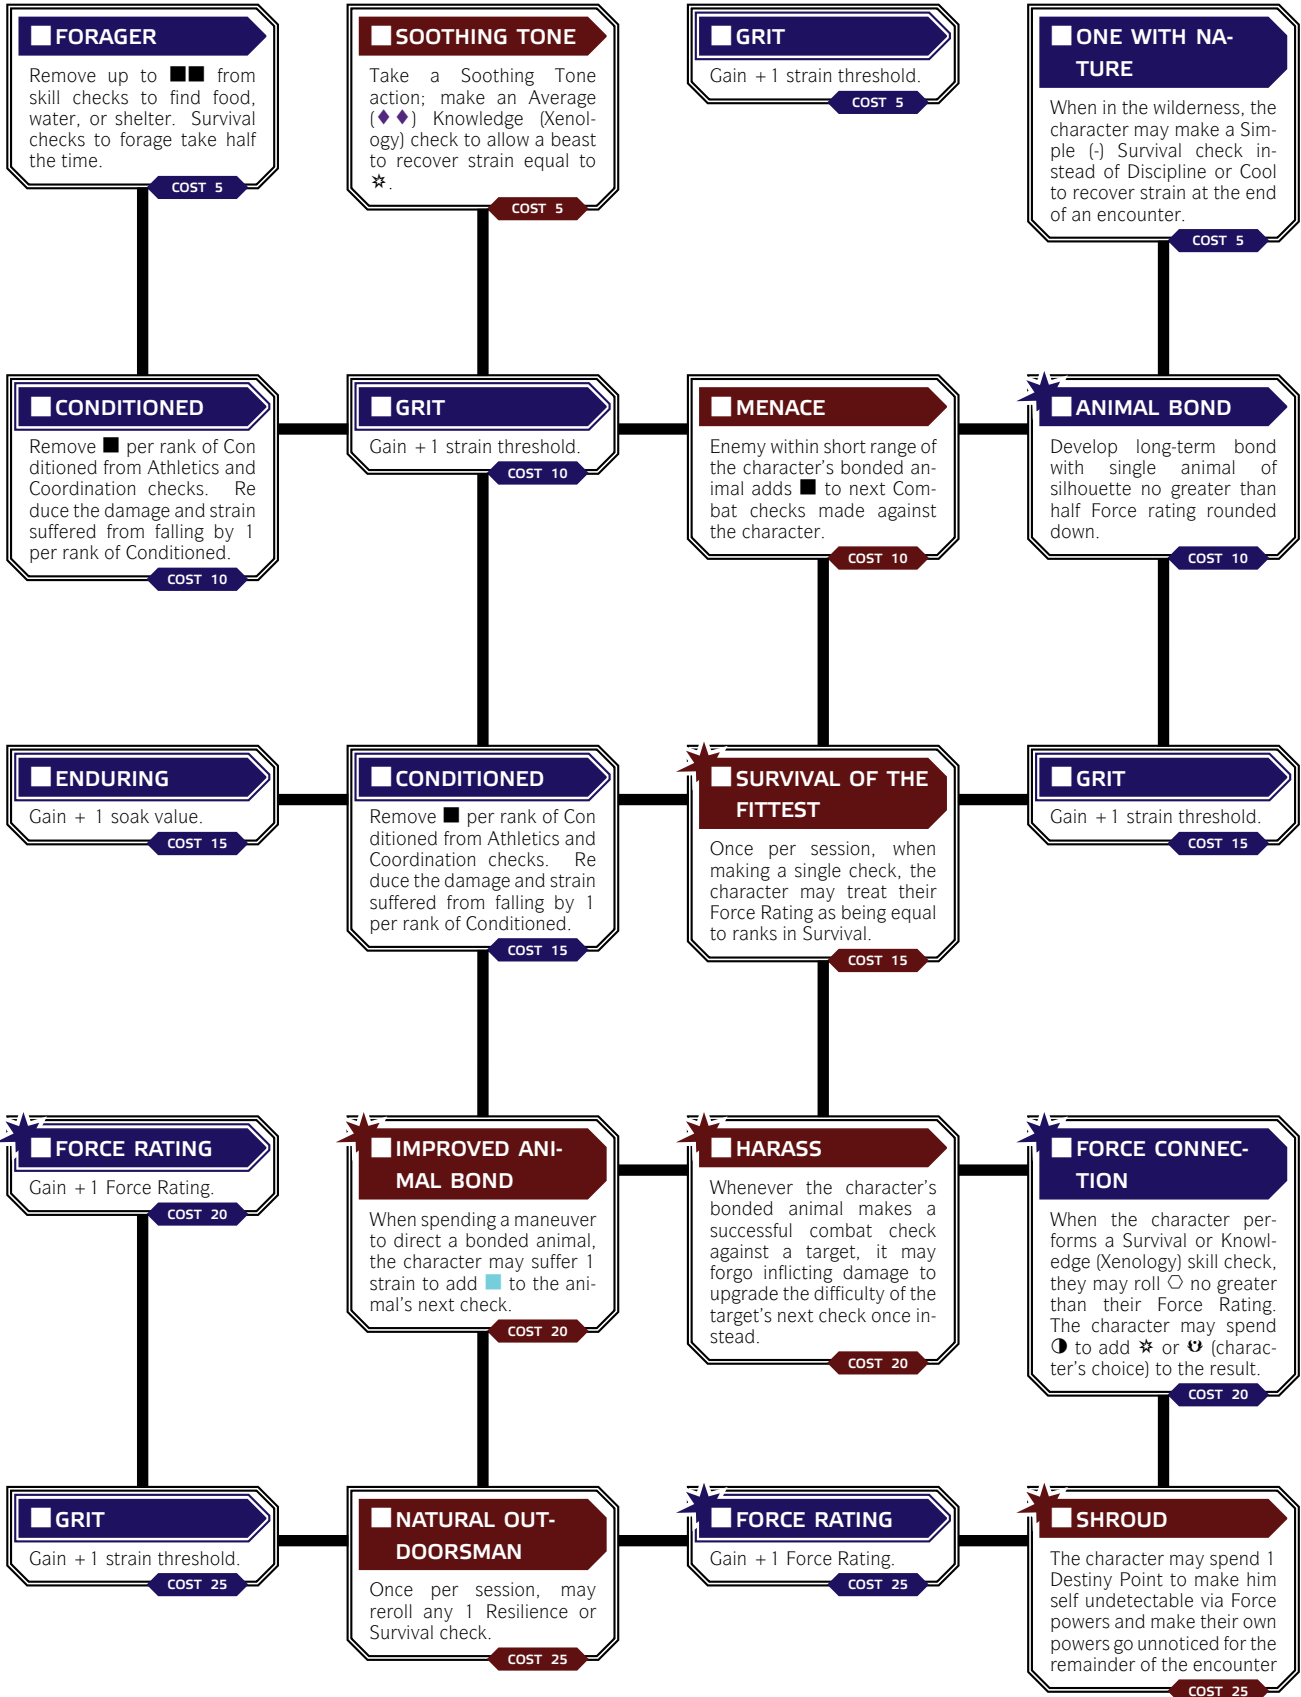 FORAGER
Remove up to ■■ from
skill checks to find food,
water, or shelter. Survival
checks to forage take half
the time.
COST 5
SOOTHING TONE
Take a Soothing Tone
action; make an Average
(♦♦) Knowledge (Xenol-
ogy) check to allow a beast
to recover strain equal to
.
COST 5
GRIT
Gain +1 strain threshold.
COST 5
ONE WITH NA-
TURE
When in the wilderness, the
character may make a Sim-
ple (-) Survival check in-
stead of Discipline or Cool
to recover strain at the end
of an encounter.
COST 5
CONDITIONED
Remove ■ per rank of Con
ditioned from Athletics and
Coordination checks. Re
duce the damage and strain
suffered from falling by 1
per rank of Conditioned.
COST 10
GRIT
Gain +1 strain threshold.
COST 10
MENACE
Enemy within short range of
the character's bonded an-
imal adds ■ to next Com-
bat checks made against
the character.
COST 10
ANIMAL BOND
Develop long-term bond
with single animal of
silhouette no greater than
half Force rating rounded
down.
COST 10
ENDURING
Gain + 1 soak value.
COST 15
CONDITIONED
Remove ■ per rank of Con
ditioned from Athletics and
Coordination checks. Re
duce the damage and strain
suffered from falling by 1
per rank of Conditioned.
COST 15
SURVIVAL OF THE
FITTEST
Once per session, when
making a single check, the
character may treat their
Force Rating as being equal
to ranks in Survival.
COST 15
GRIT
Gain +1 strain threshold.
COST 15
FORCE RATING
Gain +1 Force Rating.
COST 20
IMPROVED ANI-
MAL BOND
When spending a maneuver
to direct a bonded animal,
the character may suffer 1
strain to add ■ to the ani-
mal's next check.
COST 20
HARASS
Whenever the character's
bonded animal makes a
successful combat check
against a target, it may
forgo inflicting damage to
upgrade the difficulty of the
target's next check once in-
stead.
COST 20
FORCE CONNEC-
TION
When the character per-
forms a Survival or Knowl-
edge (Xenology) skill check,
they may roll ⬡ no greater
than their Force Rating.
The character may spend
◑ to add or (charac-
ter's choice) to the result.
COST 20
GRIT
Gain +1 strain threshold.
COST 25
NATURAL OUT-
DOORSMAN
Once per session, may
reroll any 1 Resilience or
Survival check.
COST 25
FORCE RATING
Gain +1 Force Rating.
COST 25
SHROUD
The character may spend 1
Destiny Point to make him
self undetectable via Force
powers and make their own
powers go unnoticed for the
remainder of the encounter
COST 25